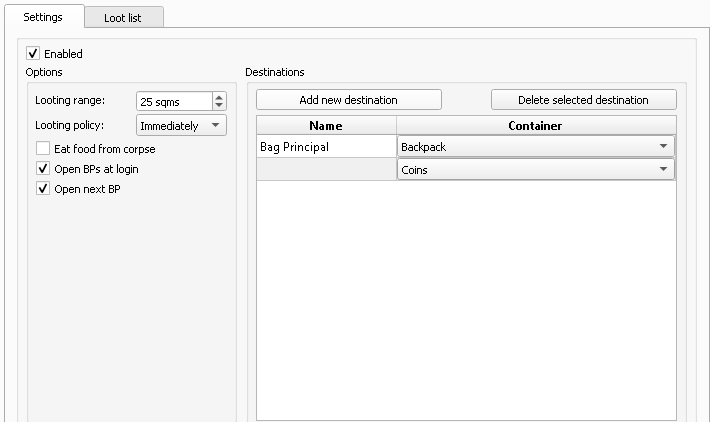 Settings
Loot list
Enabled
Options
Looting range: 25 sqms
Looting policy: Immediately
Eat food from corpse
Open BPs at login
Open next BP
Destinations
Add new destination
Delete selected destination
Name Container
Bag Principal Backpack
Coins